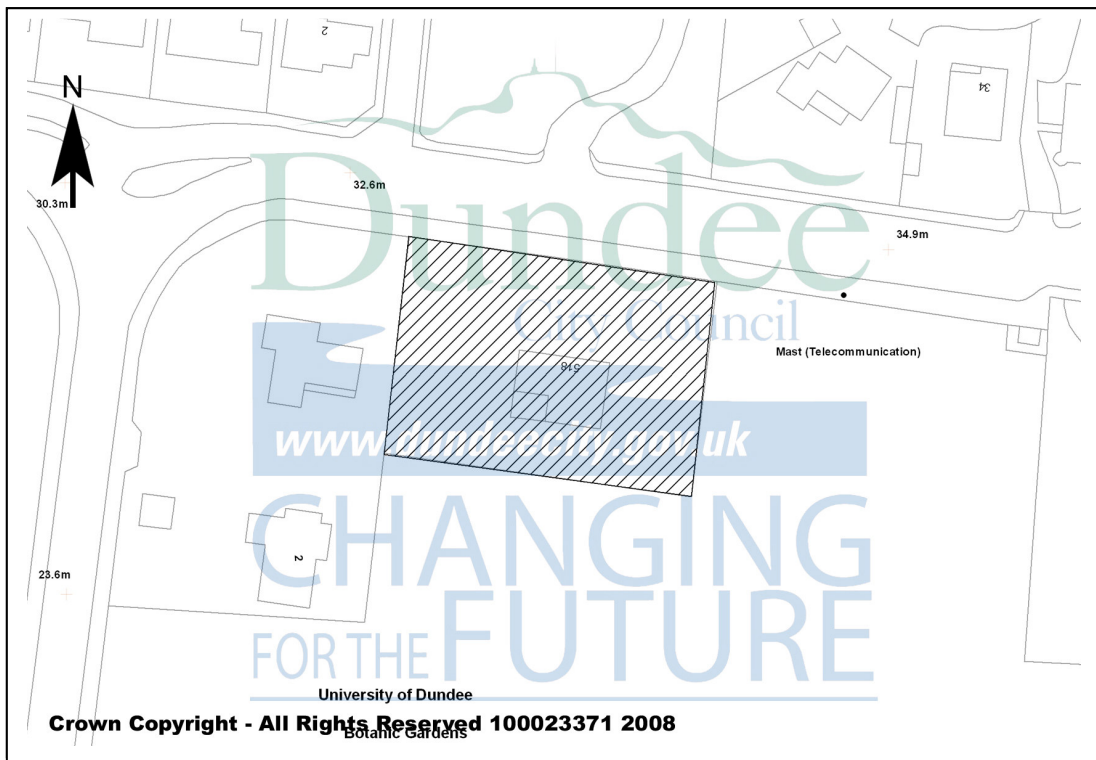 2
N
34
32.6m
30.3m
34.9m
Dundee
City Council
Mast (Telecommunication)
518
www.dundeecity.gov.uk
CHANGING
2
23.6m
FUTURE
FOR THE
University of Dundee
Crown Copyright - All Rights Reserved 100023371 2008
Botanic Gardens